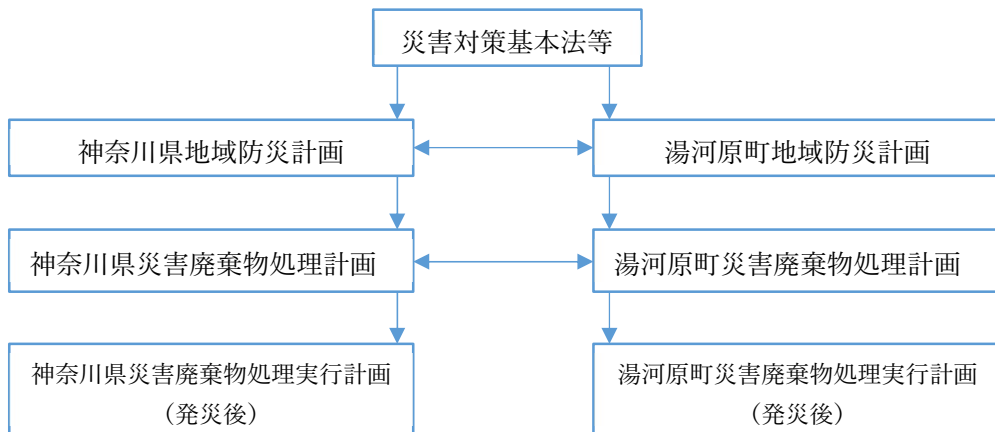 災害対策基本法等
神奈川県地域防災計画
湯河原町地域防災計画
神奈川県災害廃棄物処理計画
湯河原町災害廃棄物処理計画
神奈川県災害廃棄物処理実行計画
（発災後）
湯河原町災害廃棄物処理実行計画
（発災後）